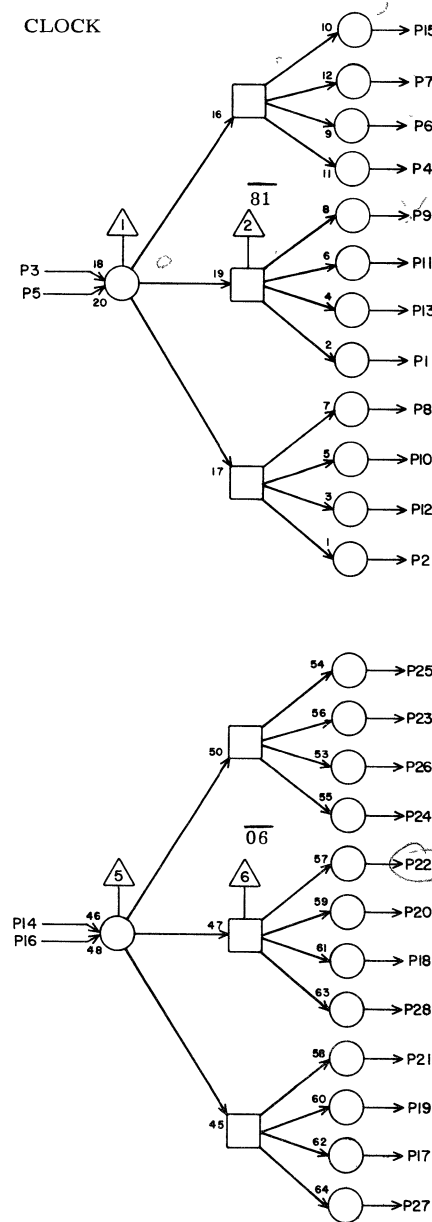 CLOCK
10 P15
12 P7
16 9 P6
11 P4
81
1 2 8 P9
6 P11
P3 18 19 4 P13
P5 20 2 P1
7 P8
17 5 P10
3 P12
1 P2
54 P25
56 P23
50 53 P26
55 P24
06
5 6 57 P22
59 P20
P14 46 47 61 P18
P16 48 63 P28
58 P21
60 P19
45 62 P17
64 P27